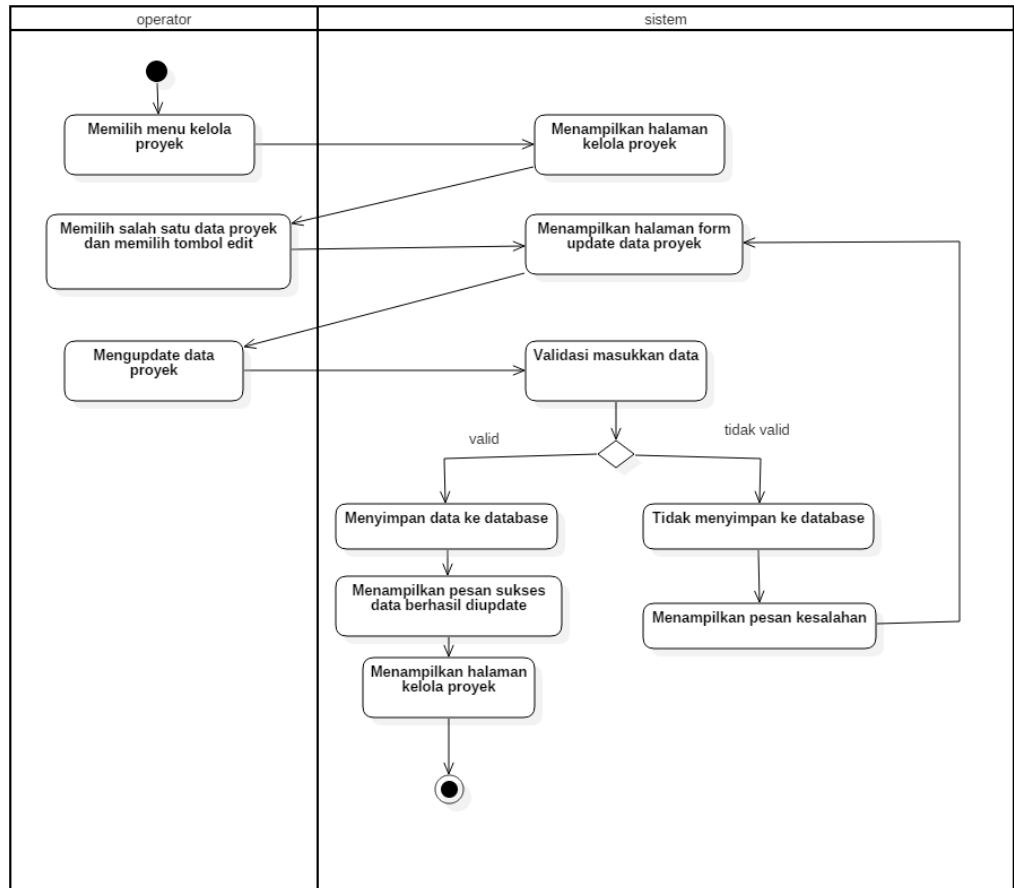 operator
sistem
Memilih menu kelola
proyek
Menampilkan halaman
kelola proyek
Memilih salah satu data proyek
dan memilih tombol edit
Menampilkan halaman form
update data proyek
Mengupdate data
proyek
Validasi masukkan data
valid
tidak valid
Menyimpan data ke database
Tidak menyimpan ke database
Menampilkan pesan sukses
data berhasil diupdate
Menampilkan pesan kesalahan
Menampilkan halaman
kelola proyek